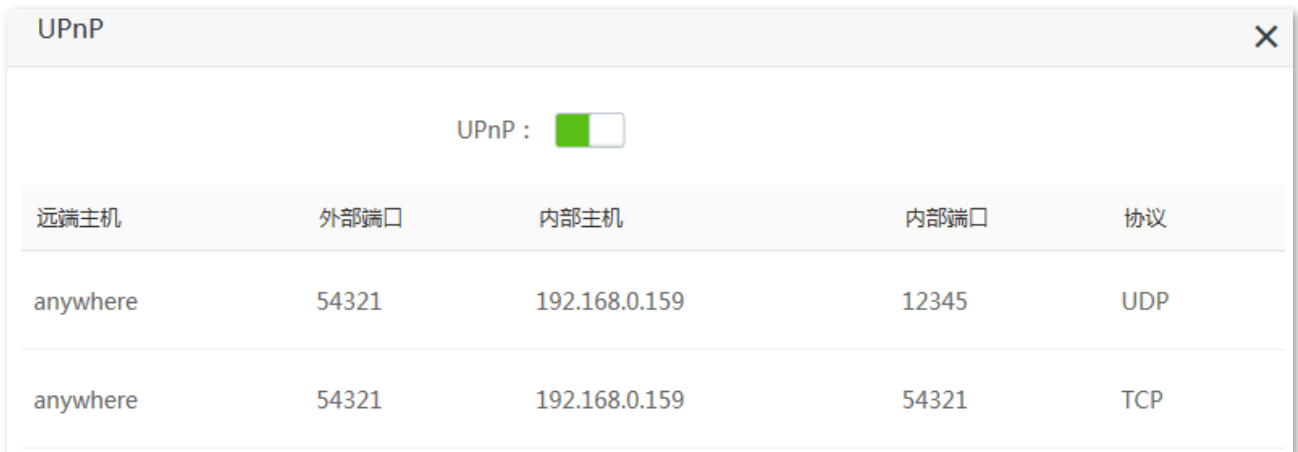 UPnP
UPnP：
远端主机 外部端口 内部主机 内部端口 协议
anywhere 54321 192.168.0.159 12345 UDP
anywhere 54321 192.168.0.159 54321 TCP